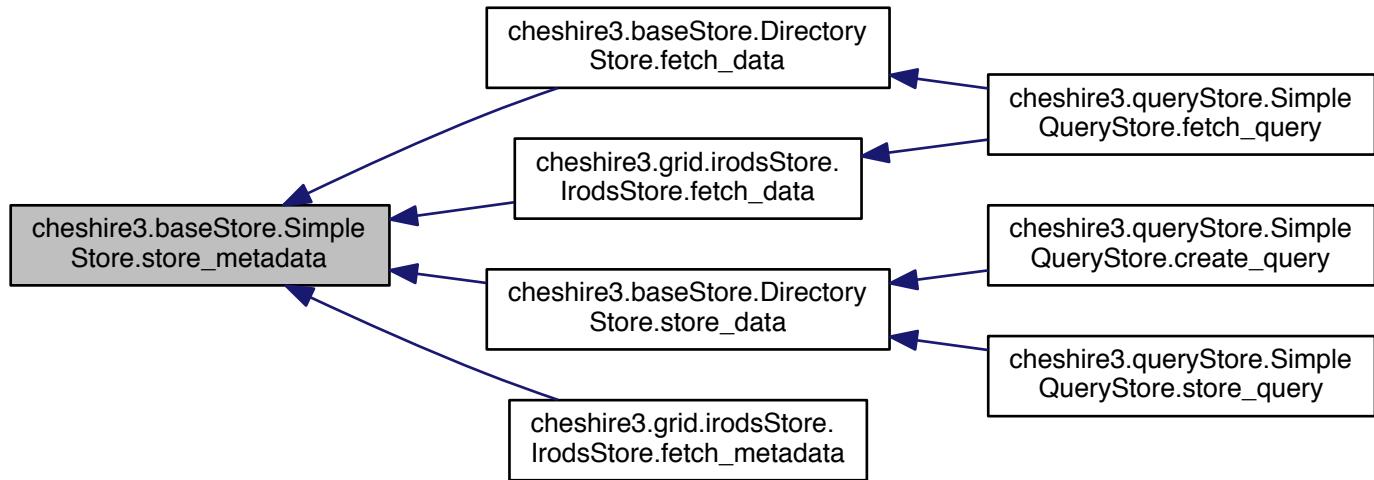 cheshire3.baseStore.Directory
Store.fetch_data
cheshire3.queryStore.Simple
QueryStore.fetch_query
cheshire3.grid.irodsStore.
IrodsStore.fetch_data
cheshire3.baseStore.Simple
Store.store_metadata
cheshire3.queryStore.Simple
QueryStore.create_query
cheshire3.baseStore.Directory
Store.store_data
cheshire3.queryStore.Simple
QueryStore.store_query
cheshire3.grid.irodsStore.
IrodsStore.fetch_metadata